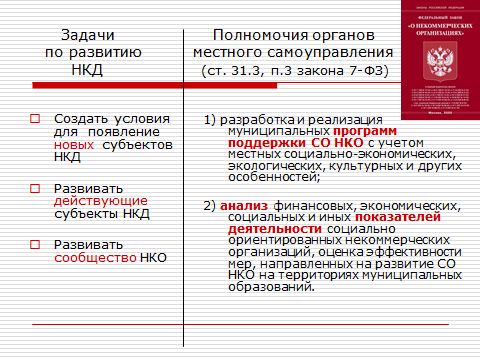 Задачи
по развитию
НКД
Полномочия органов
местного самоуправления
(ст. 31.3, п.3 закона 7-ФЗ)
ФЕДЕРАЛЬНЫЙ ЗАКОН
«О НЕКОММЕРЧЕСКИХ
ОРГАНИЗАЦИЯХ»
Создать условия
для появление
новых субъектов
НКД
Развивать
действующие
субъекты НКД
Развивать
сообщество НКО
1) разработка и реализация
муниципальных программ
поддержки СО НКО с учетом
местных социально-экономических,
экологических, культурных и других
особенностей;
2) анализ финансовых, экономических,
социальных и иных показателей
деятельности социально
ориентированных некоммерческих
организаций, оценка эффективности
мер, направленных на развитие СО
НКО на территориях муниципальных
образований.